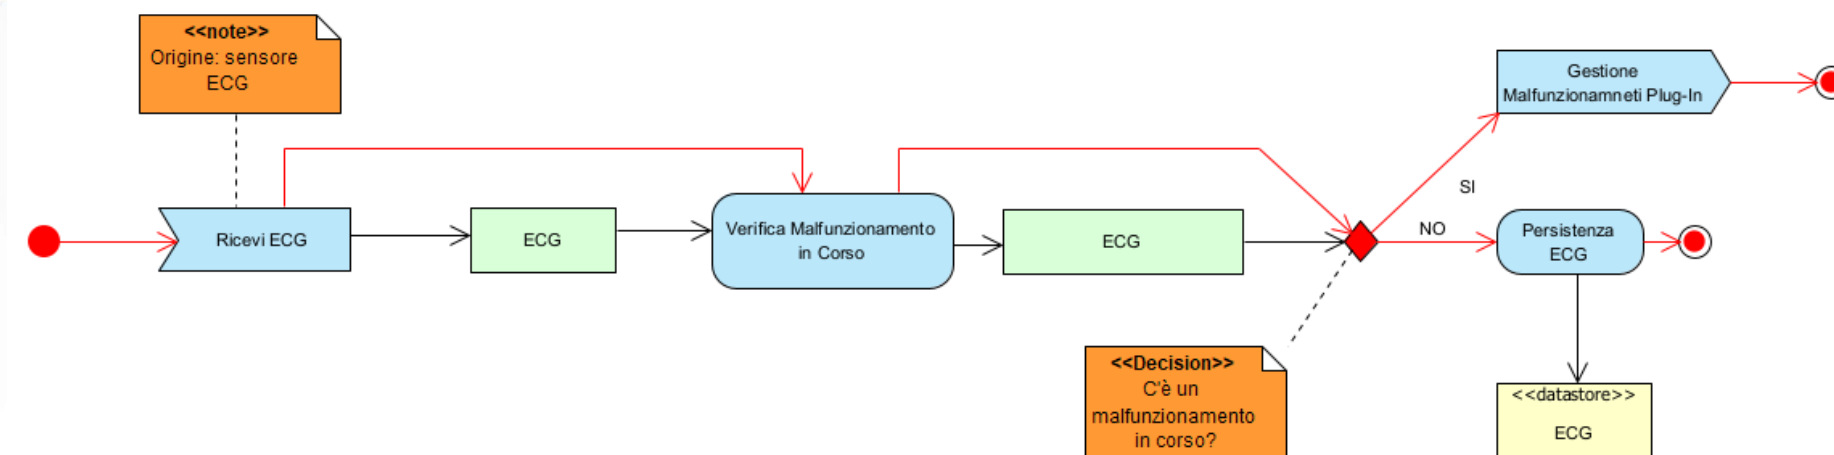 <<note>>
Origine: sensore
ECG
Gestione
Malfunzionamneti Plug-In
SI
Ricevi ECG
ECG
Verifica Malfunzionamento
in Corso
ECG
NO
Persistenza
ECG
<<Decision>>
C'è un
malfunzionamento
in corso?
<<datastore>>
ECG